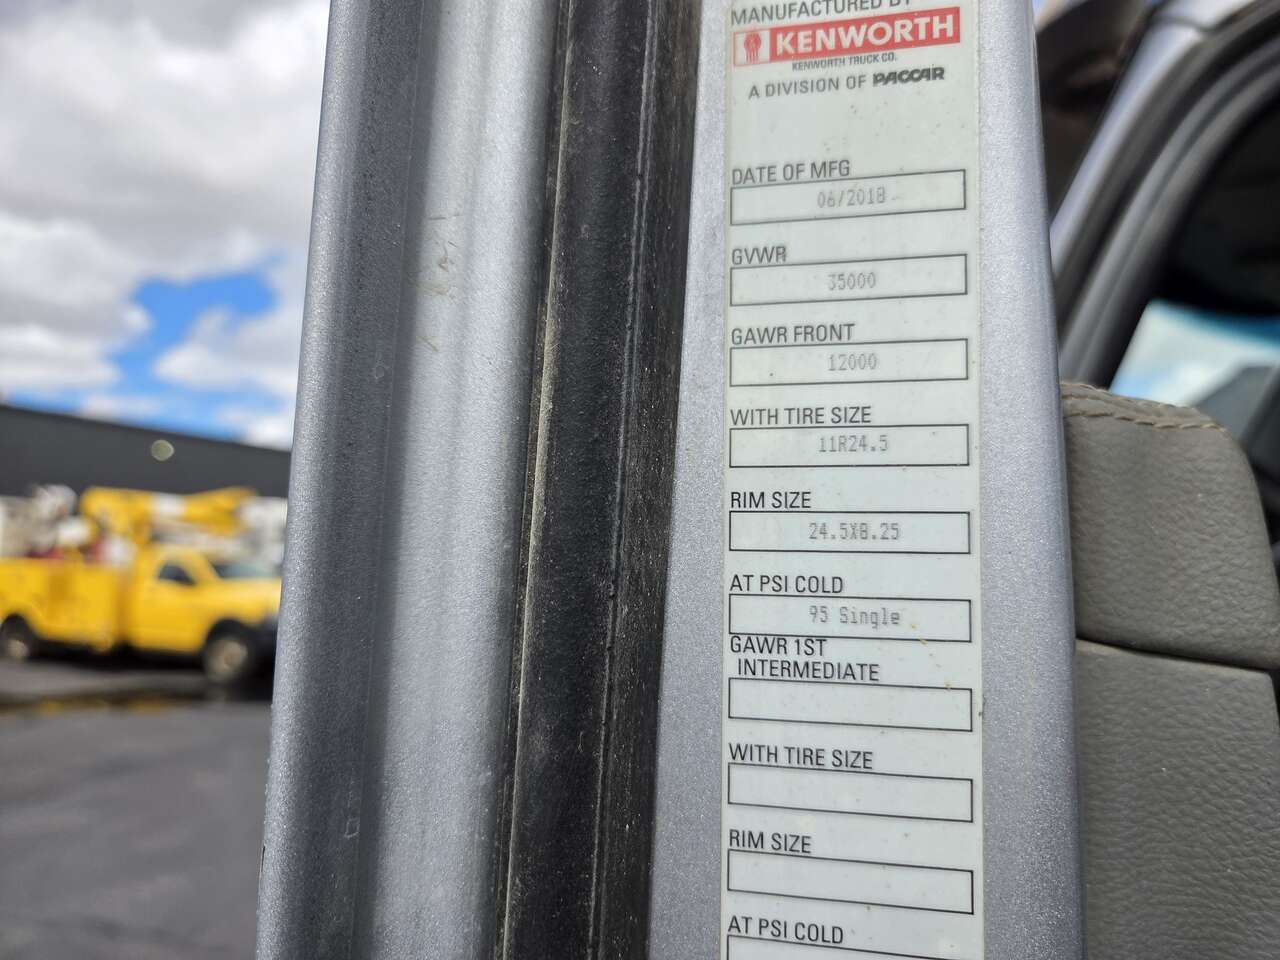 MANUFACTURED BY
KENWORTH
KENWORTH TRUCK CO.
A DIVISION OF PACCAR
DATE OF MFG
06/2018
GVWR
35000
GAWR FRONT
12000
WITH TIRE SIZE
11R24.5
RIM SIZE
24.5X8.25
AT PSI COLD
95 Single
GAWR 1ST
INTERMEDIATE
WITH TIRE SIZE
RIM SIZE
AT PSI COLD